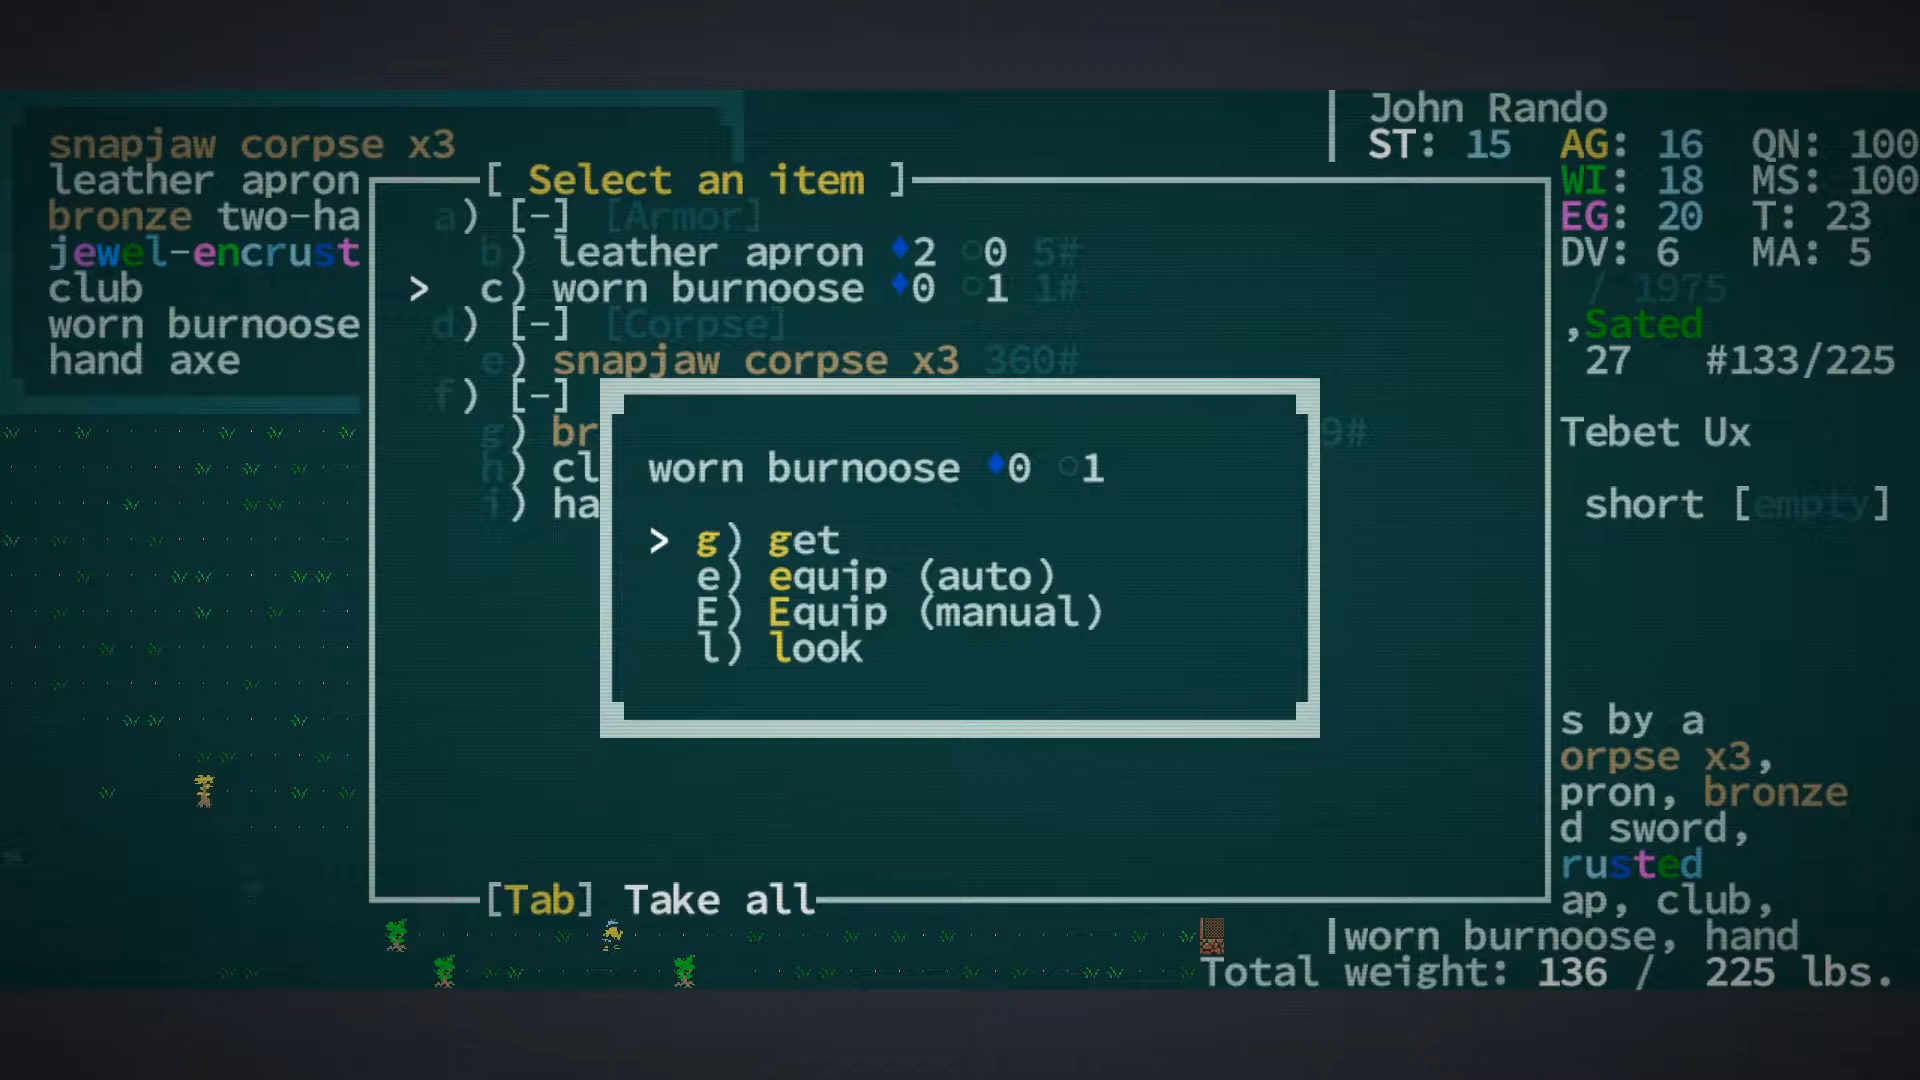 snapjaw corpse x3
leather apron
bronze two-ha
jewel-encrust
club
worn burnoose
hand axe
[ Select an item ]
a) [-] [Armor]
b) leather apron ♦2 ○0 5#
> c) worn burnoose ♦0 ○1 1#
d) [-] [Corpse]
e) snapjaw corpse x3 360#
f) [-]
g) br 9#
h) cl
i) ha
worn burnoose ♦0 ○1
> g) get
e) equip (auto)
E) Equip (manual)
l) look
[Tab] Take all
John Rando
ST: 15 AG: 16 QN: 100
WI: 18 MS: 100
EG: 20 T: 23
DV: 6 MA: 5
/ 1975
,Sated
27 #133/225
Tebet Ux
short [empty]
s by a
orpse x3,
pron, bronze
d sword,
rusted
ap, club,
worn burnoose, hand
Total weight: 136 / 225 lbs.